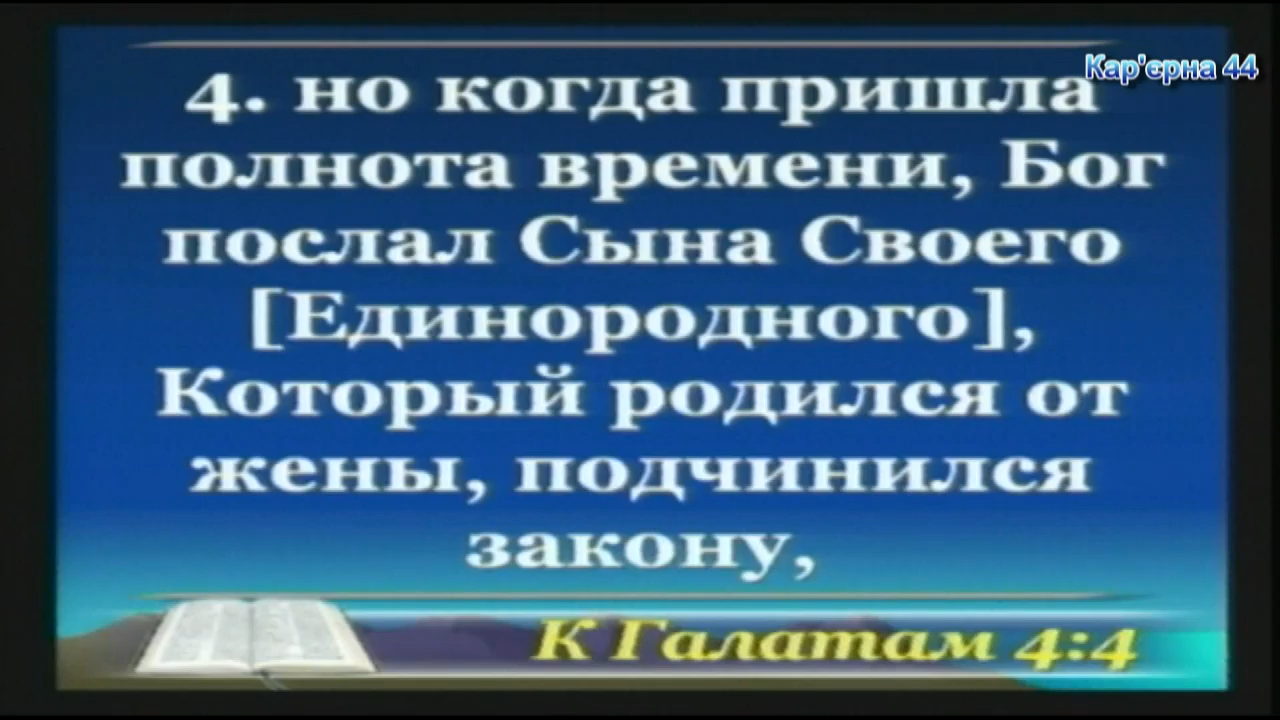 Кар'єрна 44
4. но когда пришла
полнота времени, Бог
послал Сына Своего
[Единородного],
Который родился от
жены, подчинился
закону,
К Галатам 4:4